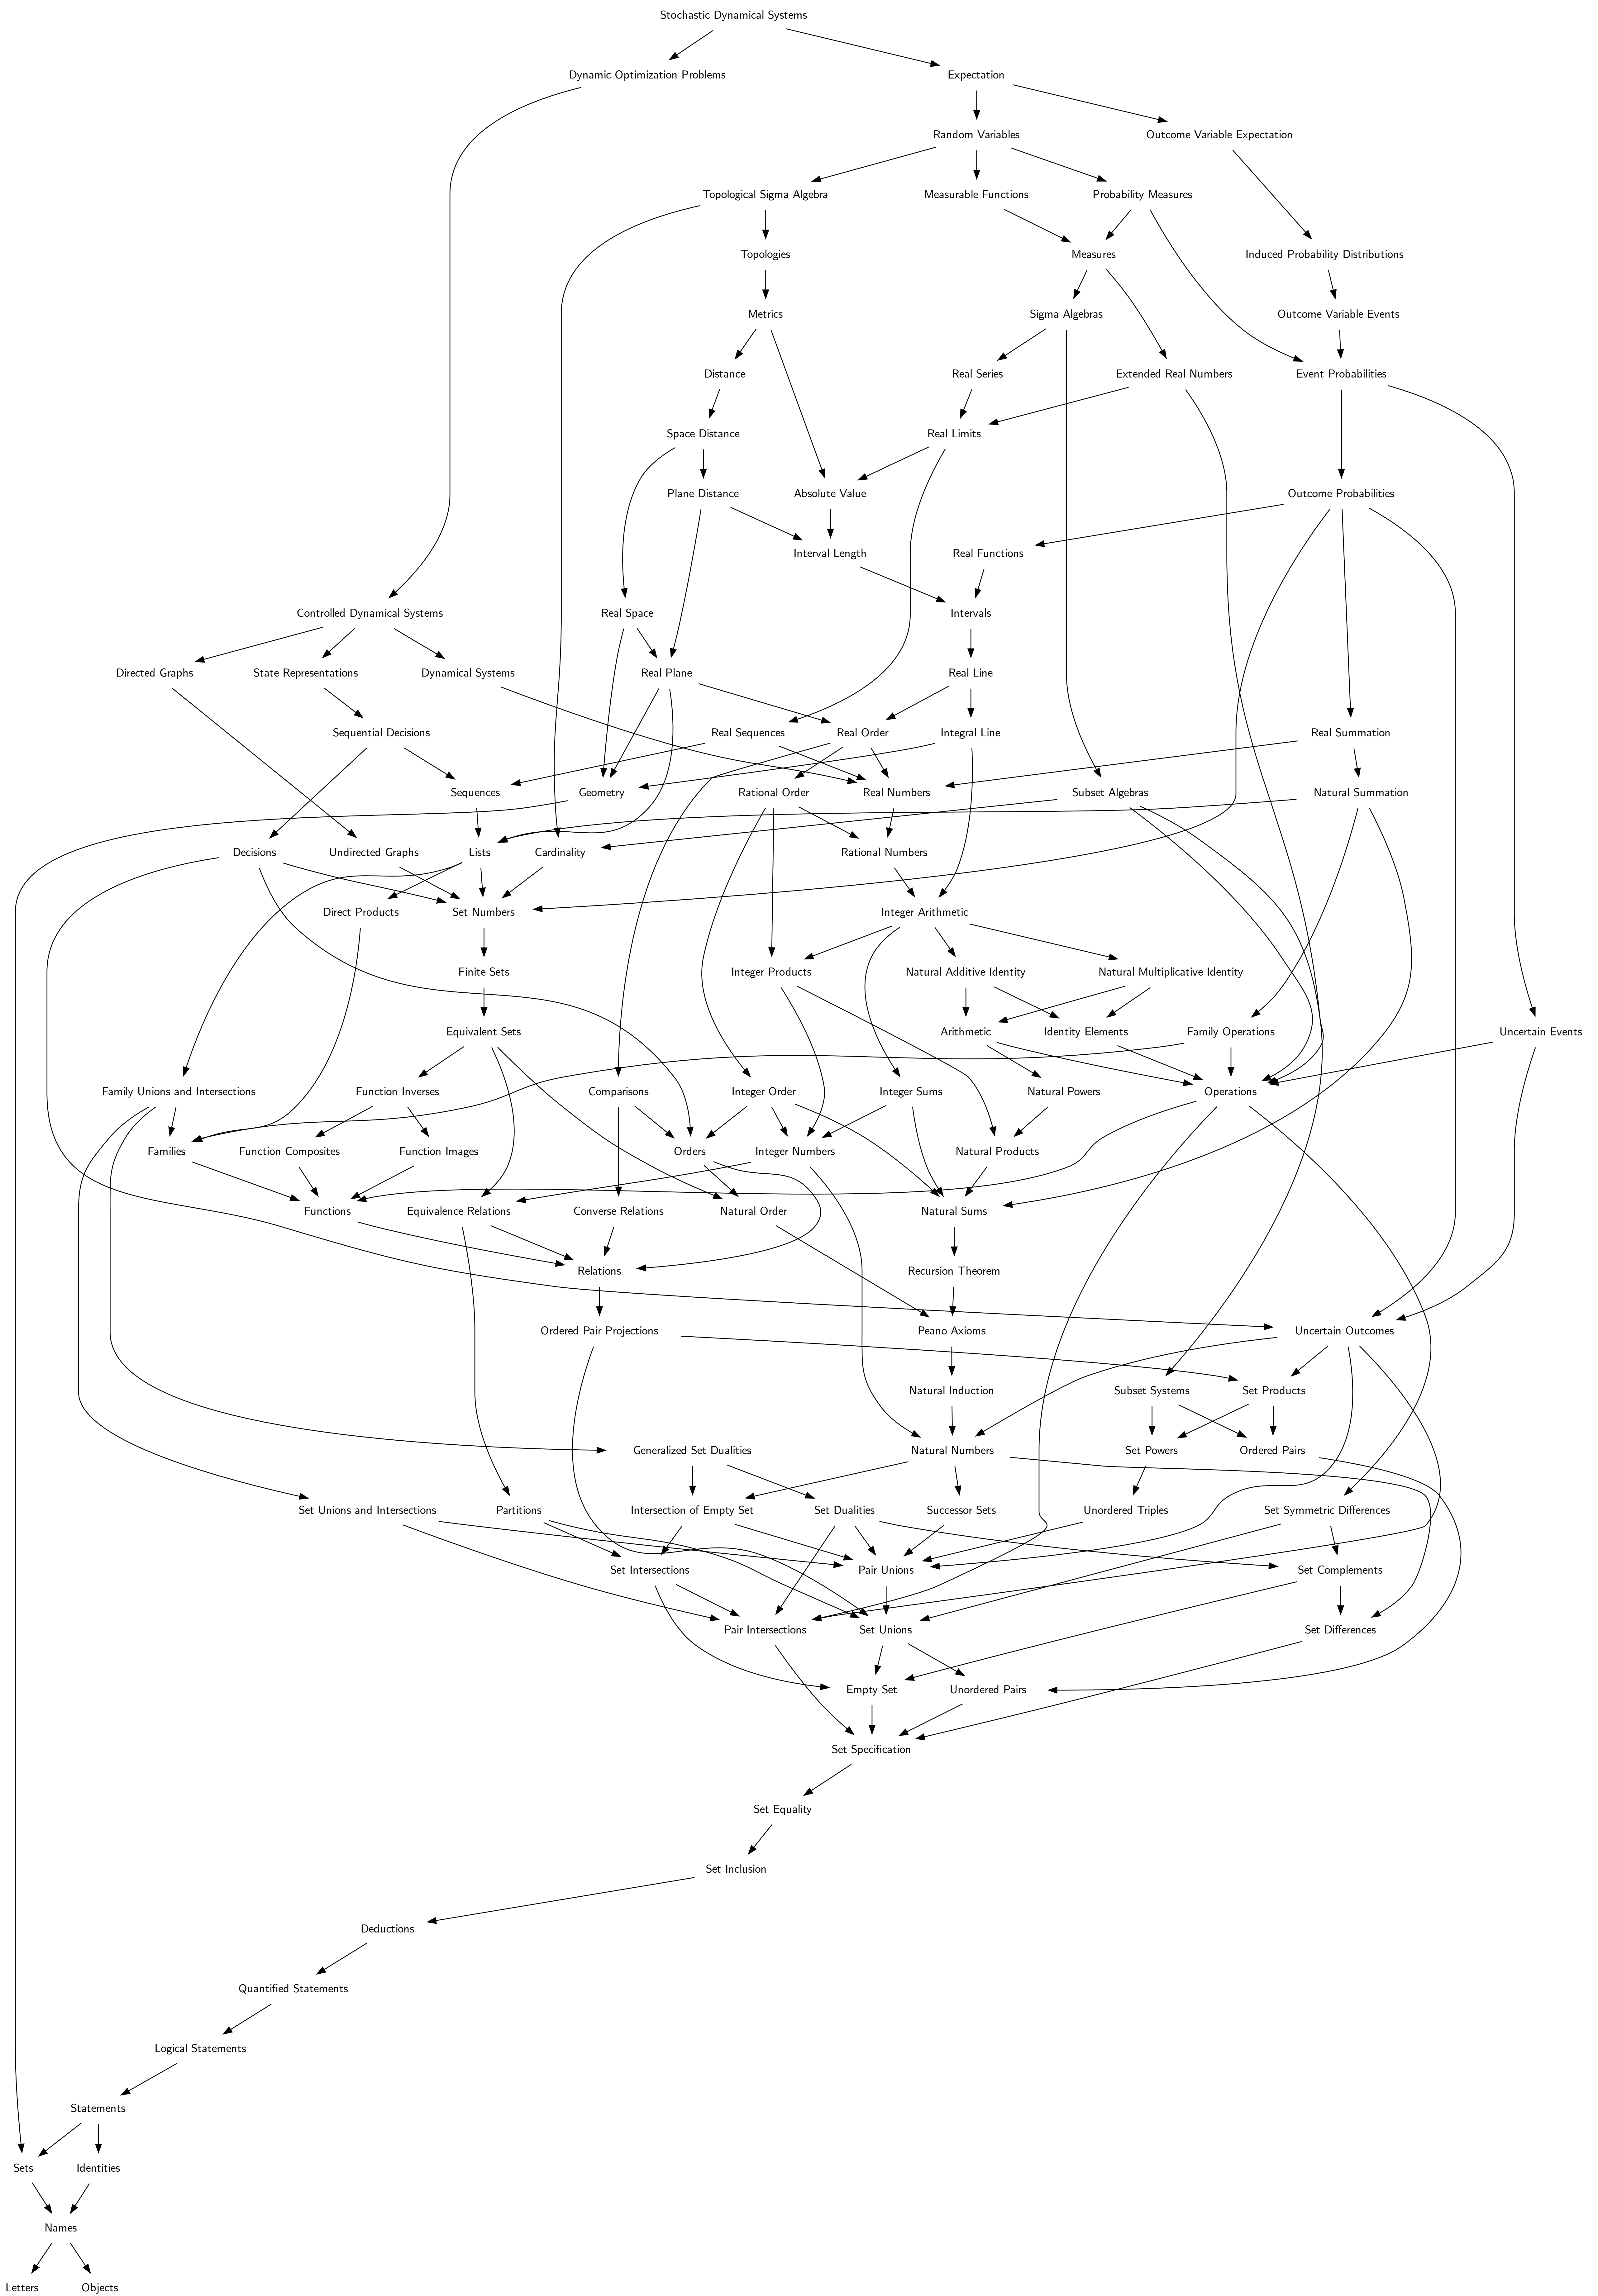 Stochastic Dynamical Systems
Dynamic Optimization Problems
Expectation
Random Variables
Outcome Variable Expectation
Topological Sigma Algebra
Measurable Functions
Probability Measures
Topologies
Measures
Induced Probability Distributions
Metrics
Sigma Algebras
Outcome Variable Events
Distance
Real Series
Extended Real Numbers
Event Probabilities
Space Distance
Real Limits
Plane Distance
Absolute Value
Outcome Probabilities
Interval Length
Real Functions
Controlled Dynamical Systems
Real Space
Intervals
Directed Graphs
State Representations
Dynamical Systems
Real Plane
Real Line
Sequential Decisions
Real Sequences
Real Order
Integral Line
Real Summation
Sequences
Geometry
Rational Order
Real Numbers
Subset Algebras
Natural Summation
Decisions
Undirected Graphs
Lists
Cardinality
Rational Numbers
Direct Products
Set Numbers
Integer Arithmetic
Finite Sets
Integer Products
Natural Additive Identity
Natural Multiplicative Identity
Equivalent Sets
Arithmetic
Identity Elements
Family Operations
Uncertain Events
Family Unions and Intersections
Function Inverses
Comparisons
Integer Order
Integer Sums
Natural Powers
Operations
Families
Function Composites
Function Images
Orders
Integer Numbers
Natural Products
Functions
Equivalence Relations
Converse Relations
Natural Order
Natural Sums
Relations
Recursion Theorem
Ordered Pair Projections
Peano Axioms
Uncertain Outcomes
Natural Induction
Subset Systems
Set Products
Generalized Set Dualities
Natural Numbers
Set Powers
Ordered Pairs
Set Unions and Intersections
Partitions
Intersection of Empty Set
Set Dualities
Successor Sets
Unordered Triples
Set Symmetric Differences
Set Intersections
Pair Unions
Set Complements
Pair Intersections
Set Unions
Set Differences
Empty Set
Unordered Pairs
Set Specification
Set Equality
Set Inclusion
Deductions
Quantified Statements
Logical Statements
Statements
Sets
Identities
Names
Letters
Objects